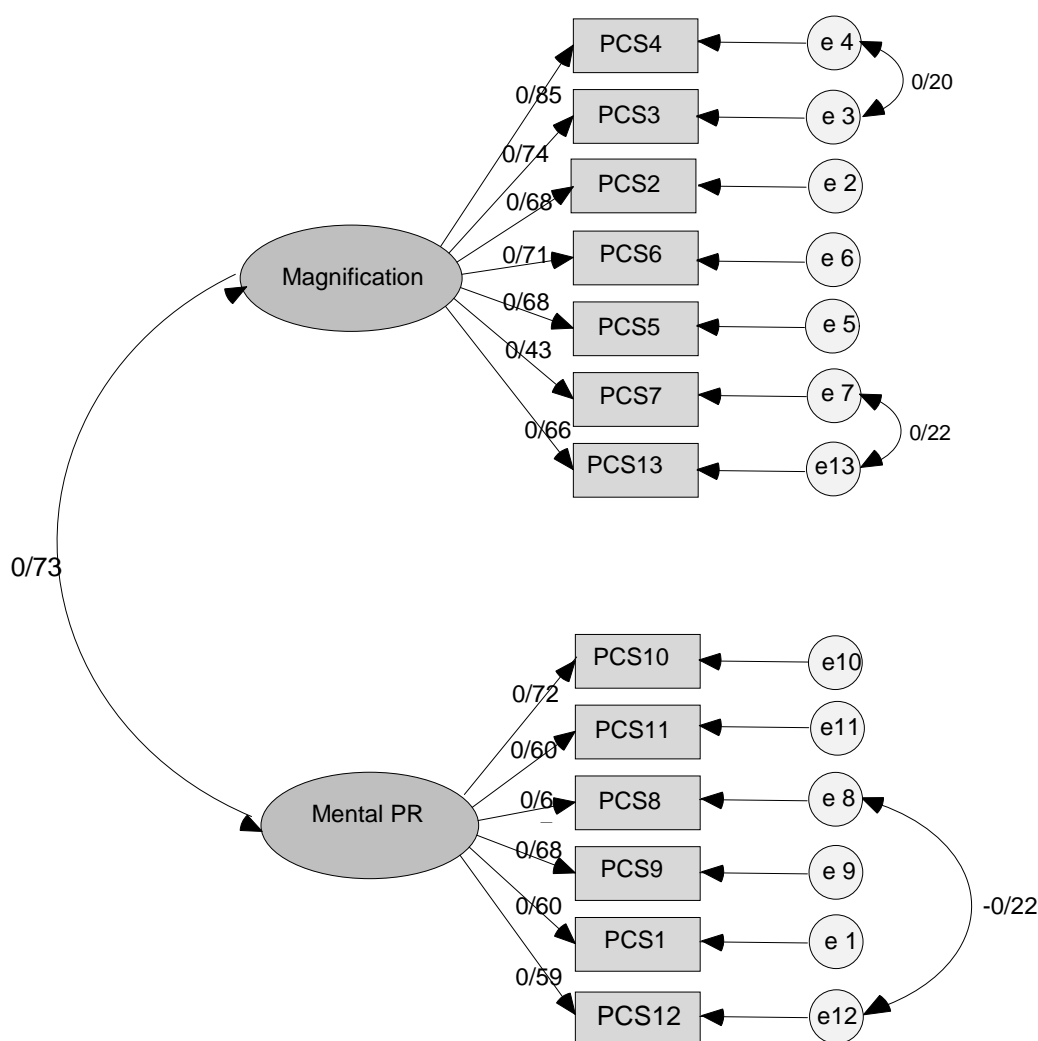 PCS4
e 4
0/20
0/85
PCS3
e 3
0/74
PCS2
e 2
0/68
Magnification
0/71
PCS6
e 6
0/68
PCS5
e 5
0/43
PCS7
e 7
0/22
0/66
PCS13
e13
0/73
PCS10
e10
0/72
PCS11
e11
0/60
Mental PR
0/6_
PCS8
e 8
0/68
PCS9
e 9
-0/22
0/60
PCS1
e 1
0/59
PCS12
e12